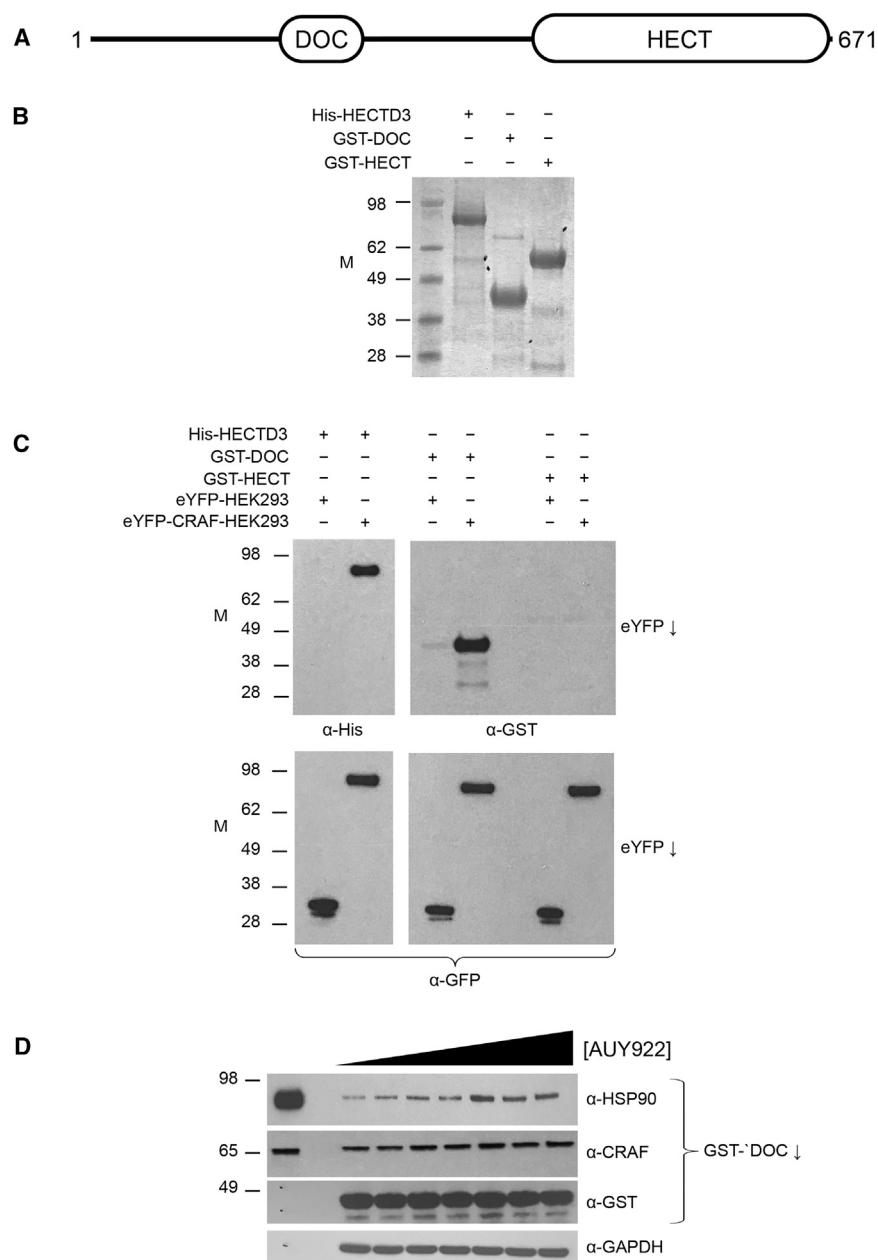 A
1 DOC HECT 671
B
His-HECTD3 + – –
GST-DOC – + –
GST-HECT – – +
98
62
M
49
38
28
C
His-HECTD3 + + – – – –
GST-DOC – – + + – –
GST-HECT – – – – + +
eYFP-HEK293 + – + – + –
eYFP-CRAF-HEK293 – + – + – +
98
62
M
49
eYFP ↓
38
28
α-His α-GST
98
62
M
49
eYFP ↓
38
28
α-GFP
D
[AUY922]
98
α-HSP90
65
α-CRAF
GST-`DOC ↓
49
α-GST
α-GAPDH